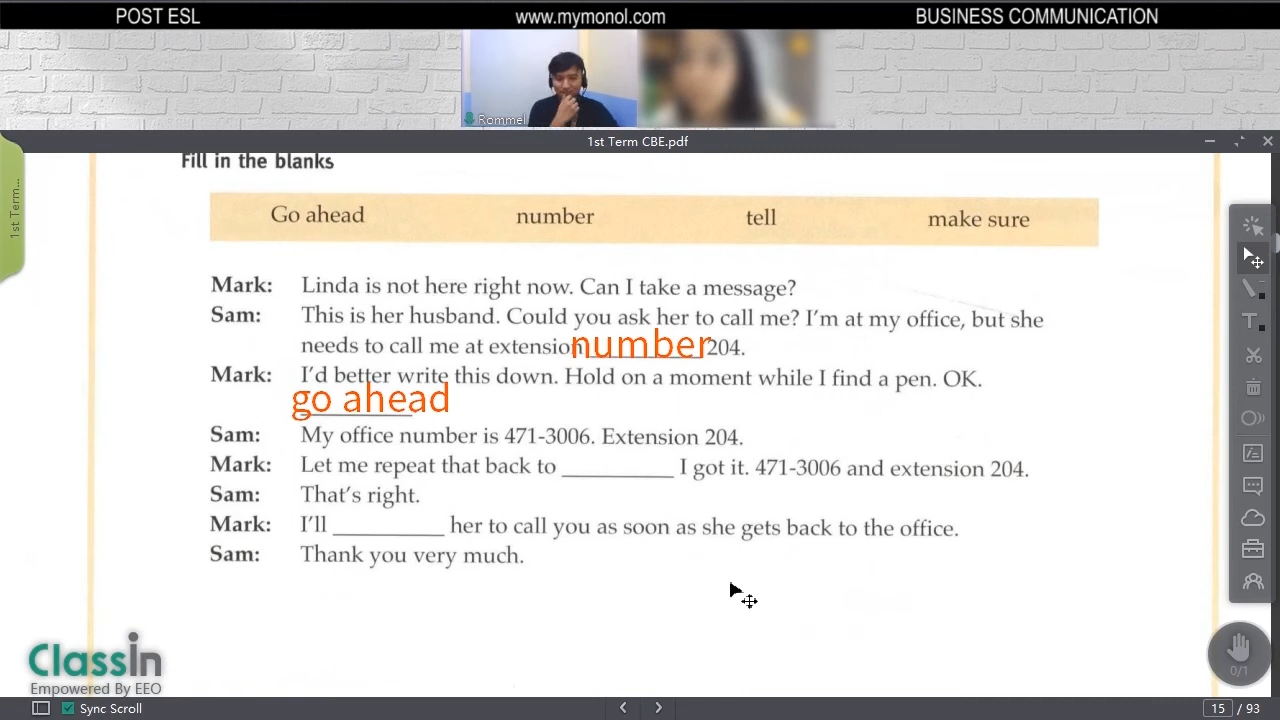 POST ESL
www.mymonol.com
BUSINESS COMMUNICATION
Rommel
1st Term CBE.pdf
1st Term...
Fill in the blanks
Go ahead number tell make sure
Mark: Linda is not here right now. Can I take a message?
Sam: This is her husband. Could you ask her to call me? I'm at my office, but she
needs to call me at extension number 204.
Mark: I'd better write this down. Hold on a moment while I find a pen. OK.
go ahead
Sam: My office number is 471-3006. Extension 204.
Mark: Let me repeat that back to __________ I got it. 471-3006 and extension 204.
Sam: That's right.
Mark: I'll __________ her to call you as soon as she gets back to the office.
Sam: Thank you very much.
ClassIn
Empowered By EEO
0/1
Sync Scroll
15 / 93